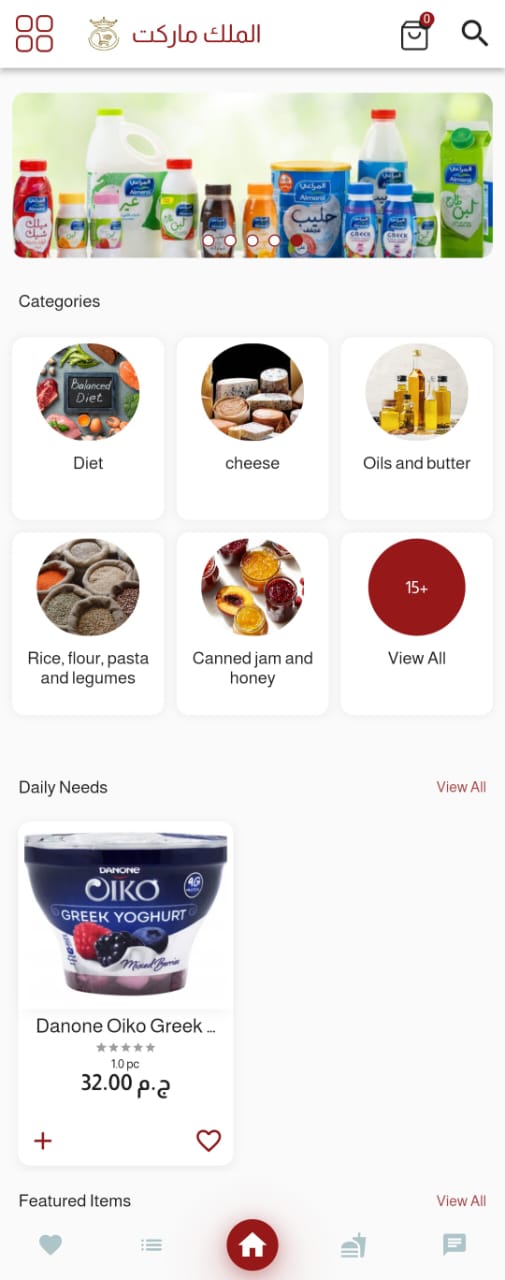 الملك ماركت
0
المراعي
Almarai
حليب
مجفف
Categories
Balanced
Diet
Diet
cheese
Oils and butter
Rice, flour, pasta
and legumes
Canned jam and
honey
15+
View All
Daily Needs
View All
DANONE
OIKO
GREEK YOGHURT
Mixed Berries
Danone Oiko Greek ...
1.0 pc
32.00 ج.م
Featured Items
View All